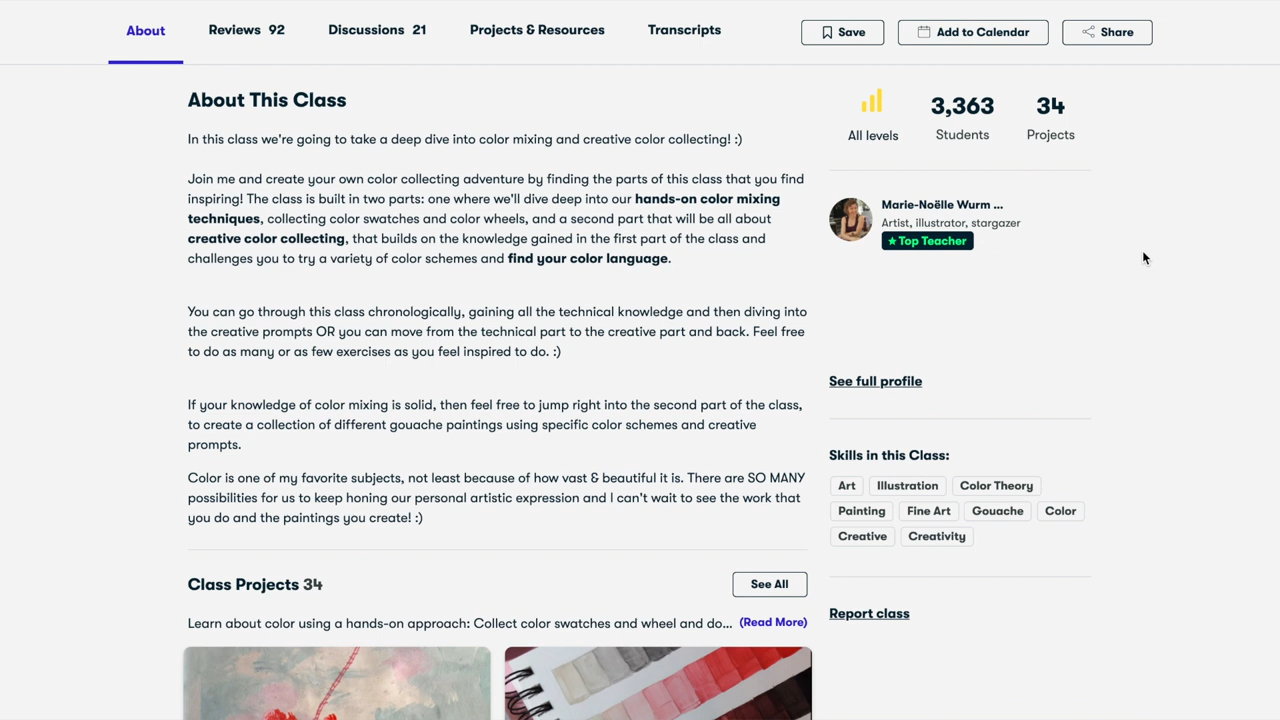 About
Reviews 92
Discussions 21
Projects & Resources
Transcripts
Save
Add to Calendar
Share
About This Class
In this class we're going to take a deep dive into color mixing and creative color collecting! :)
Join me and create your own color collecting adventure by finding the parts of this class that you find
inspiring! The class is built in two parts: one where we'll dive deep into our hands-on color mixing
techniques, collecting color swatches and color wheels, and a second part that will be all about
creative color collecting, that builds on the knowledge gained in the first part of the class and
challenges you to try a variety of color schemes and find your color language.
You can go through this class chronologically, gaining all the technical knowledge and then diving into
the creative prompts OR you can move from the technical part to the creative part and back. Feel free
to do as many or as few exercises as you feel inspired to do. :)
If your knowledge of color mixing is solid, then feel free to jump right into the second part of the class,
to create a collection of different gouache paintings using specific color schemes and creative
prompts.
Color is one of my favorite subjects, not least because of how vast & beautiful it is. There are SO MANY
possibilities for us to keep honing our personal artistic expression and I can't wait to see the work that
you do and the paintings you create! :)
Class Projects 34
See All
Learn about color using a hands-on approach: Collect color swatches and wheel and do... (Read More)
All levels
3,363
Students
34
Projects
Marie-Noëlle Wurm ...
Artist, illustrator, stargazer
Top Teacher
See full profile
Skills in this Class:
Art Illustration Color Theory
Painting Fine Art Gouache Color
Creative Creativity
Report class